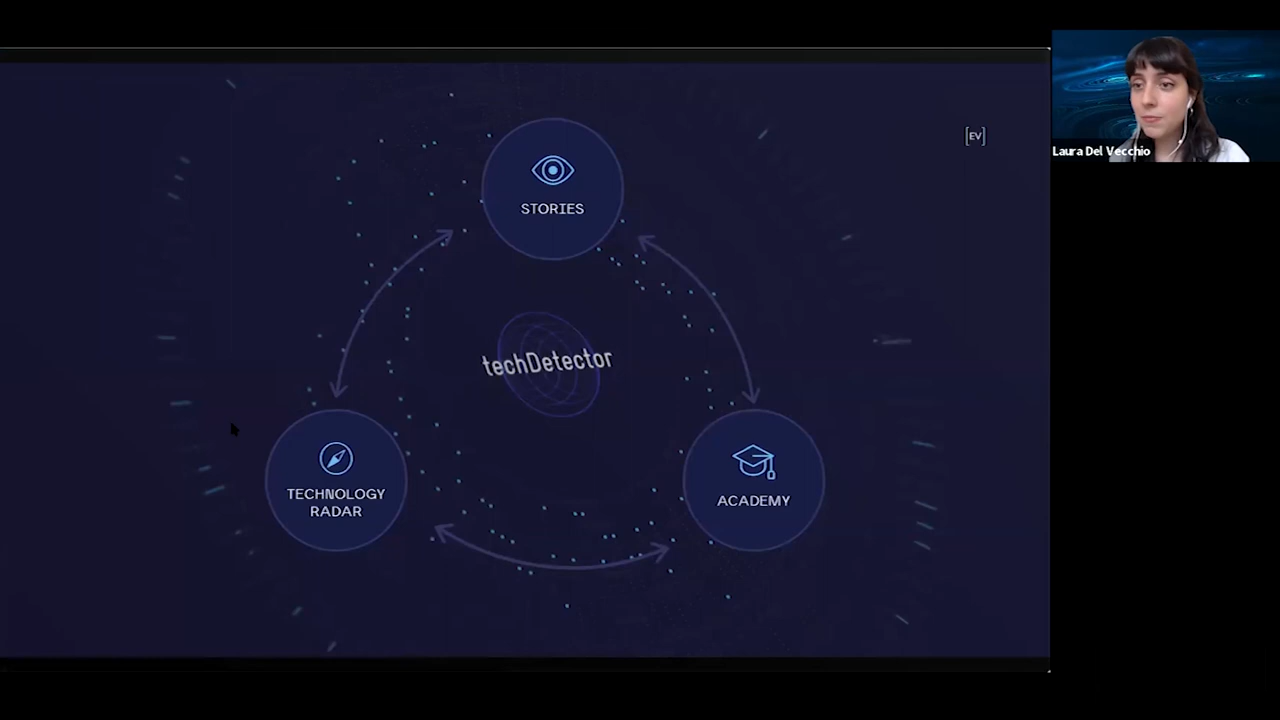 [EV]
STORIES
techDetector
TECHNOLOGY
RADAR
ACADEMY
Laura Del Vecchio